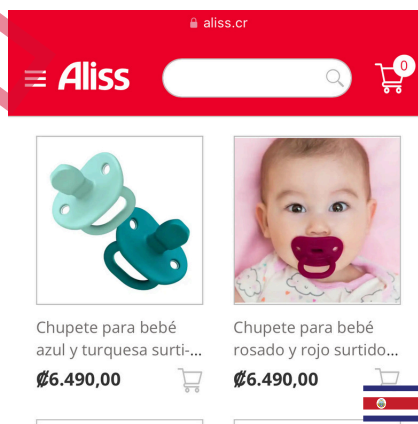 aliss.cr
Aliss
0
Chupete para bebé
azul y turquesa surti-...
₡6.490,00
Chupete para bebé
rosado y rojo surtido...
₡6.490,00